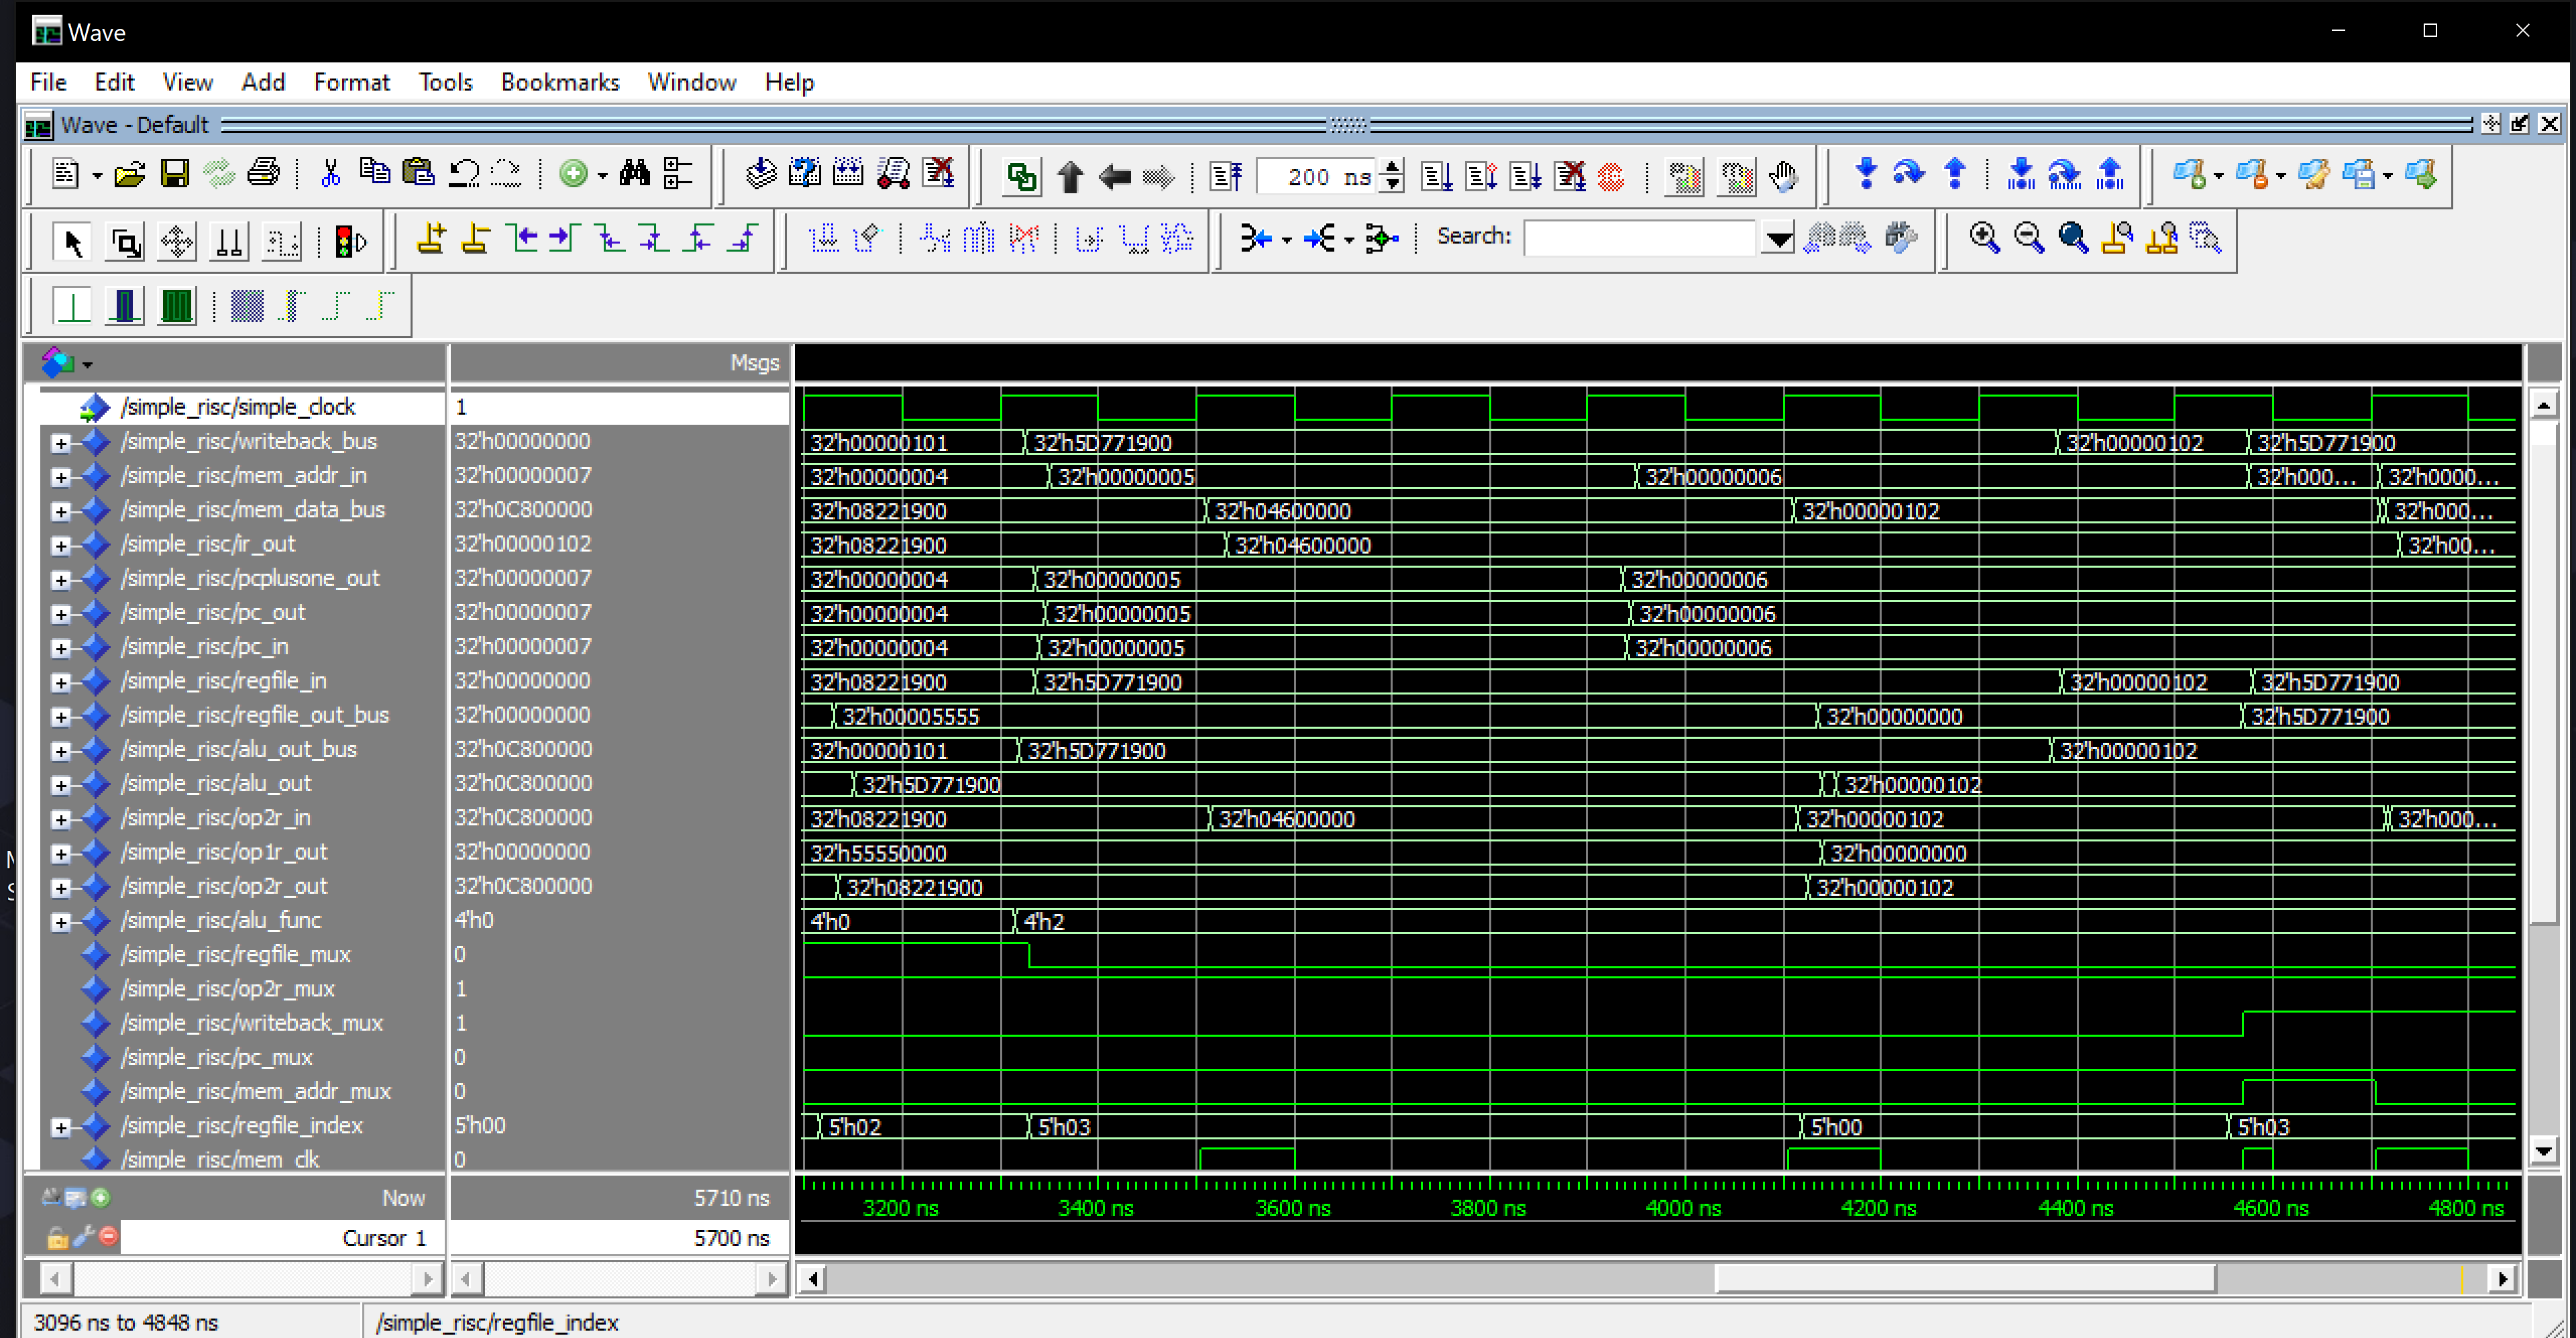 Wave
File Edit View Add Format Tools Bookmarks Window Help
Wave - Default
200 ns
Search:
Msgs
/simple_risc/simple_clock 1
/simple_risc/writeback_bus 32'h00000000 32'h00000101 32'h5D771900 32'h00000102 32'h5D771900
/simple_risc/mem_addr_in 32'h00000007 32'h00000004 32'h00000005 32'h00000006 32'h000... 32'h0000...
/simple_risc/mem_data_bus 32'h0C800000 32'h08221900 32'h04600000 32'h00000102 32'h000...
/simple_risc/ir_out 32'h00000102 32'h08221900 32'h04600000 32'h00...
/simple_risc/pcplusone_out 32'h00000007 32'h00000004 32'h00000005 32'h00000006
/simple_risc/pc_out 32'h00000007 32'h00000004 32'h00000005 32'h00000006
/simple_risc/pc_in 32'h00000007 32'h00000004 32'h00000005 32'h00000006
/simple_risc/regfile_in 32'h00000000 32'h08221900 32'h5D771900 32'h00000102 32'h5D771900
/simple_risc/regfile_out_bus 32'h00000000 32'h00005555 32'h00000000 32'h5D771900
/simple_risc/alu_out_bus 32'h0C800000 32'h00000101 32'h5D771900 32'h00000102
/simple_risc/alu_out 32'h0C800000 32'h5D771900 32'h00000102
/simple_risc/op2r_in 32'h0C800000 32'h08221900 32'h04600000 32'h00000102 32'h000...
/simple_risc/op1r_out 32'h00000000 32'h55550000 32'h00000000
/simple_risc/op2r_out 32'h0C800000 32'h08221900 32'h00000102
/simple_risc/alu_func 4'h0 4'h0 4'h2
/simple_risc/regfile_mux 0
/simple_risc/op2r_mux 1
/simple_risc/writeback_mux 1
/simple_risc/pc_mux 0
/simple_risc/mem_addr_mux 0
/simple_risc/regfile_index 5'h00 5'h02 5'h03 5'h00 5'h03
/simple_risc/mem_clk 0
Now 5710 ns 3200 ns 3400 ns 3600 ns 3800 ns 4000 ns 4200 ns 4400 ns 4600 ns 4800 ns
Cursor 1 5700 ns
3096 ns to 4848 ns /simple_risc/regfile_index